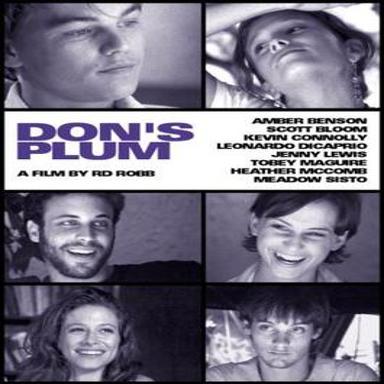 DON'S
PLUM
A FILM BY RD ROBB
AMBER BENSON
SCOTT BLOOM
KEVIN CONNOLLY
LEONARDO DICAPRIO
JENNY LEWIS
TOBEY MAGUIRE
HEATHER MCCOMB
MEADOW SISTO